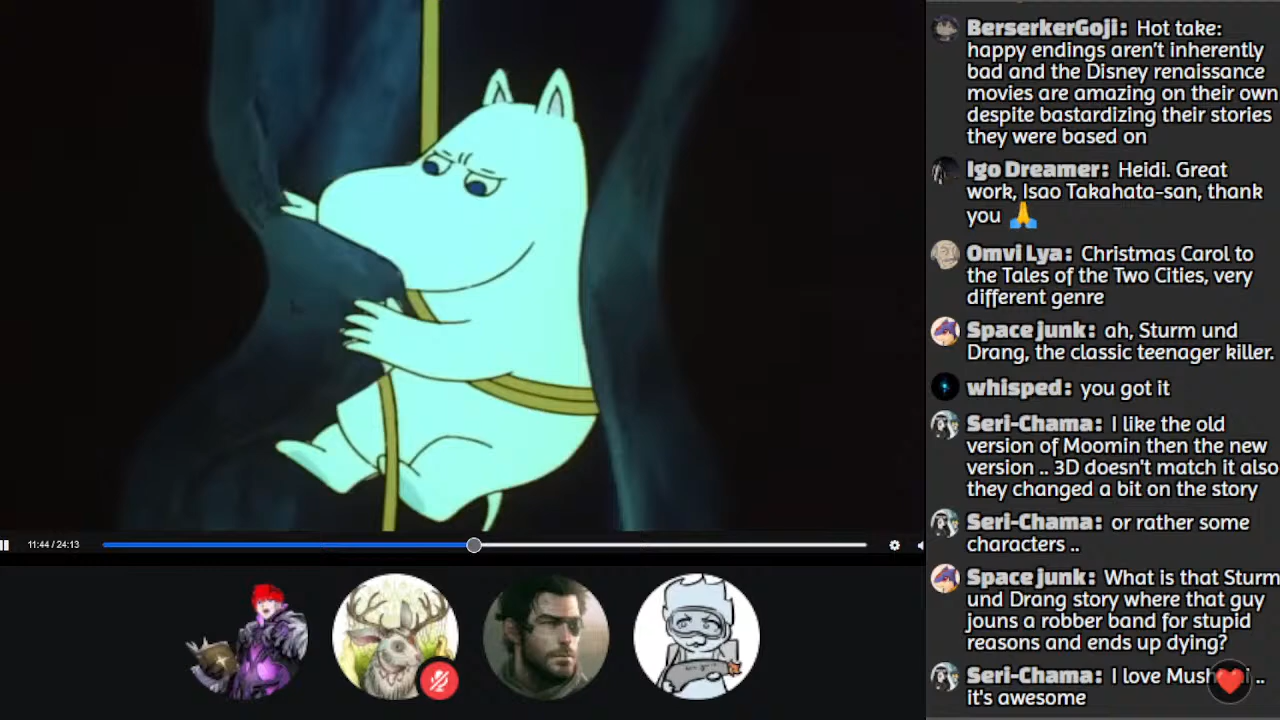 BerserkerGoji: Hot take:
happy endings aren't inherently
bad and the Disney renaissance
movies are amazing on their own
despite bastardizing their stories
they were based on
Igo Dreamer: Heidi. Great
work, Isao Takahata-san, thank
you 🙏
Omvi Lya: Christmas Carol to
the Tales of the Two Cities, very
different genre
Space junk: ah, Sturm und
Drang, the classic teenager killer.
whisped: you got it
Seri-Chama: I like the old
version of Moomin then the new
version .. 3D doesn't match it also
they changed a bit on the story
Seri-Chama: or rather some
characters ..
Space junk: What is that Sturm
und Drang story where that guy
jouns a robber band for stupid
reasons and ends up dying?
Seri-Chama: I love ..
it's awesome
11:44 / 24:13